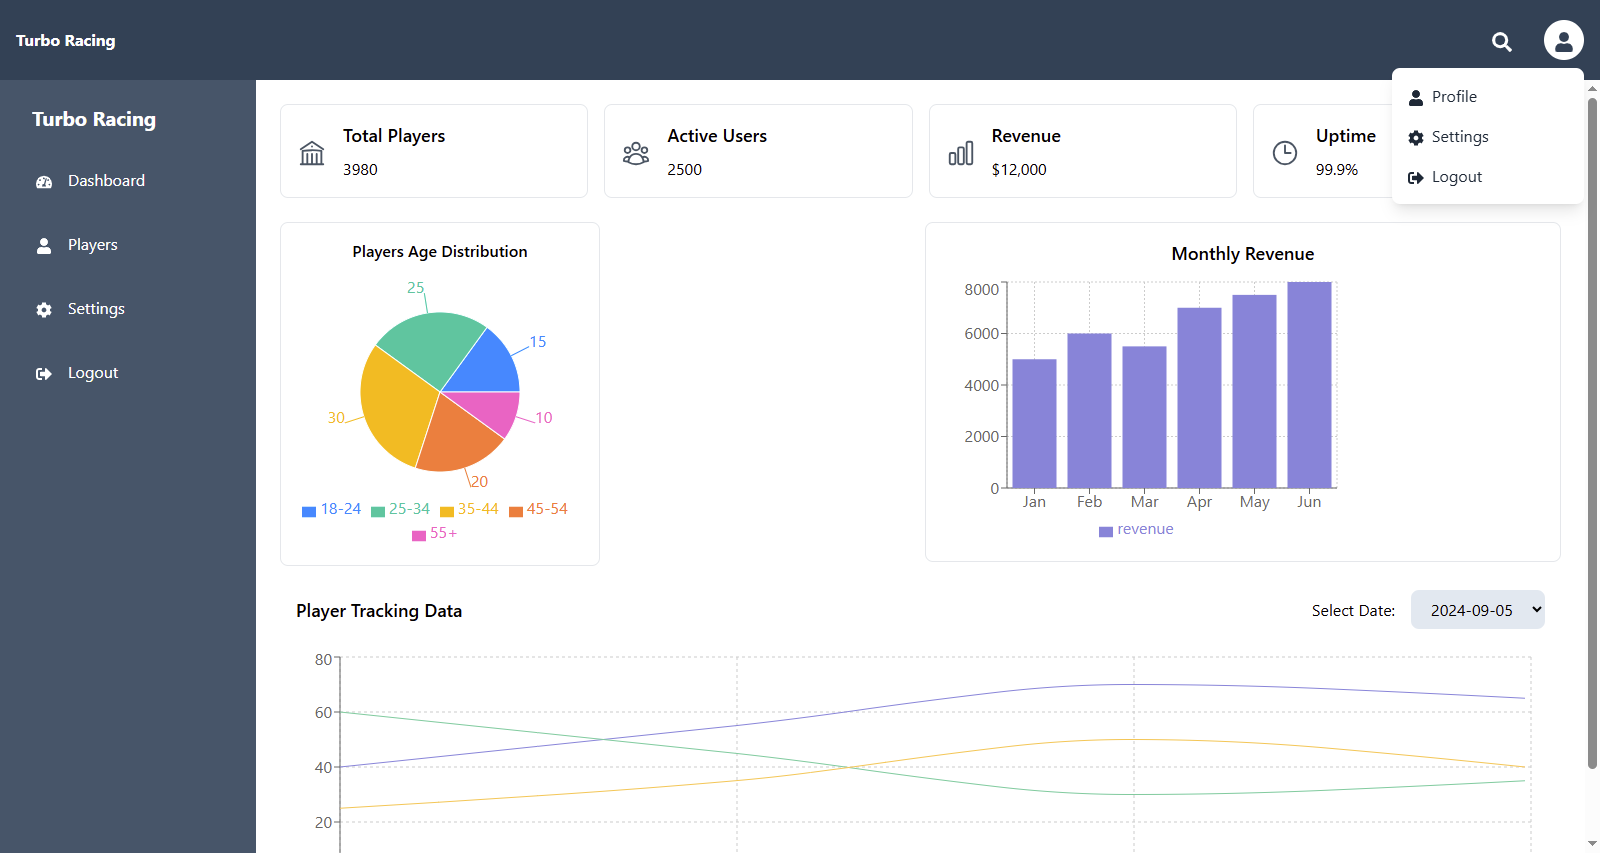 Turbo Racing
Profile
Settings
Logout
Turbo Racing
Dashboard
Players
Settings
Logout
Total Players
3980
Active Users
2500
Revenue
$12,000
Uptime
99.9%
Players Age Distribution
25
15
30
10
20
18-24 25-34 35-44 45-54
55+
Monthly Revenue
8000
6000
4000
2000
0
Jan Feb Mar Apr May Jun
revenue
Player Tracking Data
Select Date: 2024-09-05
80
60
40
20